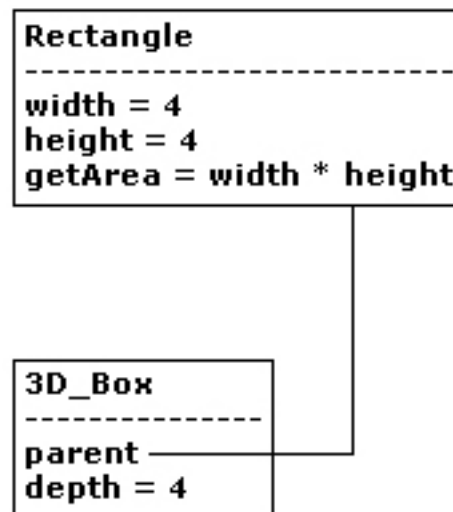 Rectangle
---------------------------
width = 4
height = 4
getArea = width * height
3D_Box
---------------
parent
depth = 4